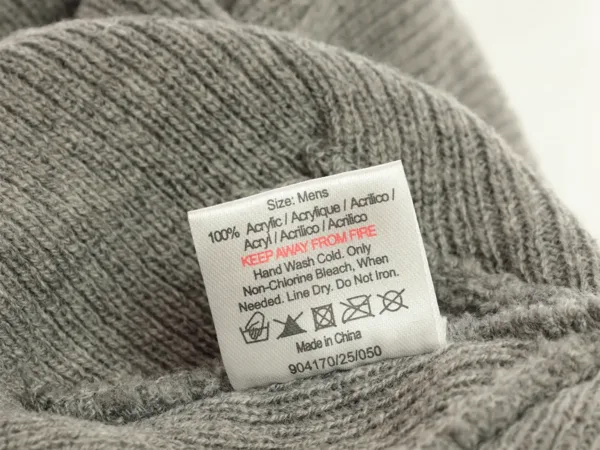 Size: Mens
100% Acrylic / Acrylique / Acrilico /
Acryl / Acrilico / Acrilico
KEEP AWAY FROM FIRE
Hand Wash Cold. Only
Non-Chlorine Bleach, When
Needed. Line Dry. Do Not Iron.
Made in China
904170/25/050